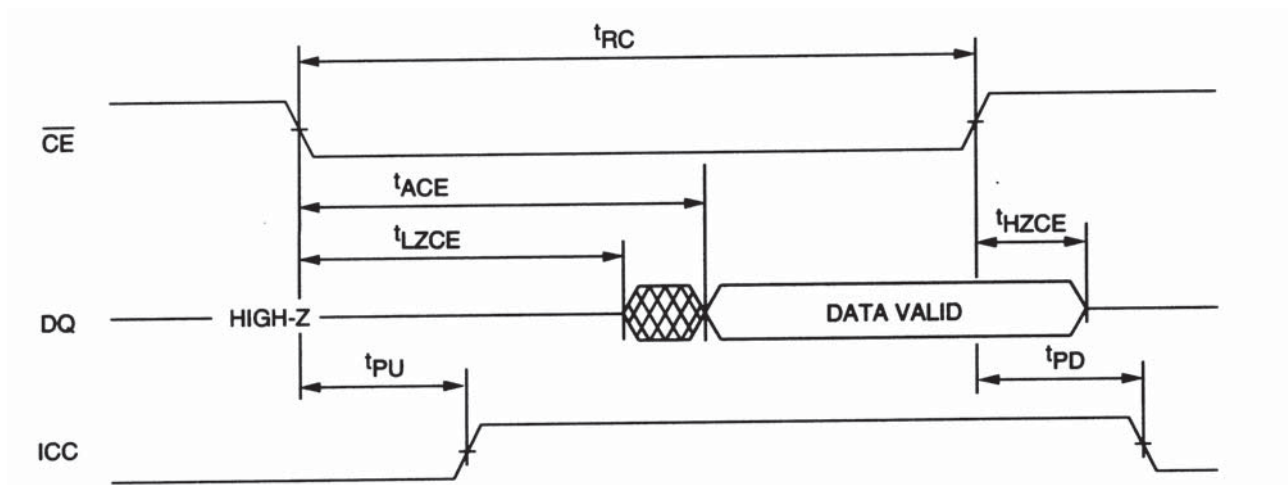 tRC
CE
tACE
tHZCE
tLZCE
DQ
HIGH-Z
DATA VALID
tPU
tPD
ICC